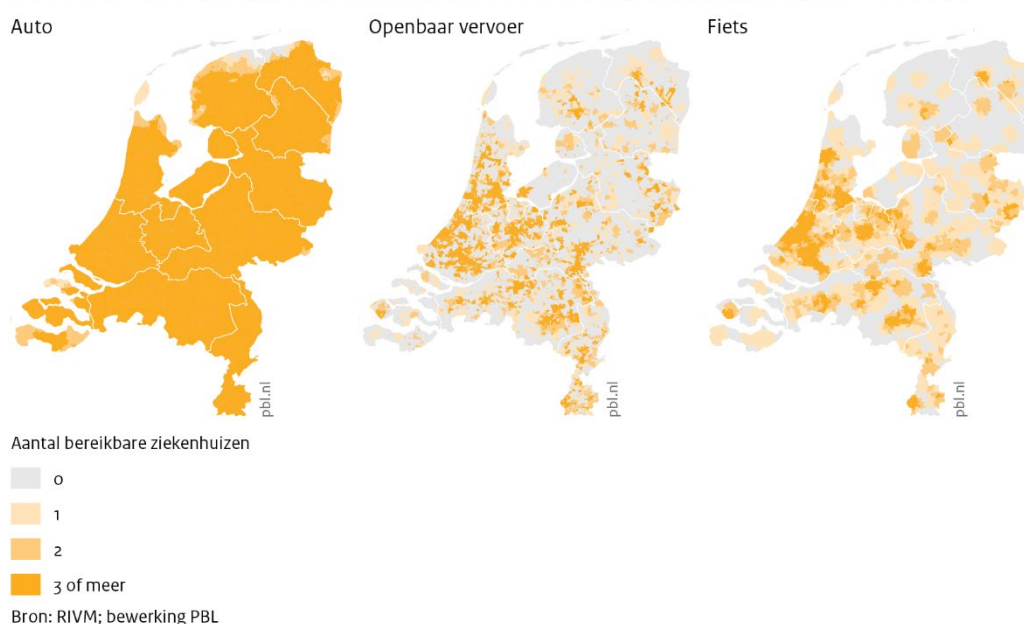 Auto
Openbaar vervoer
Fiets
pbl.nl
pbl.nl
pbl.nl
Aantal bereikbare ziekenhuizen
0
1
2
3 of meer
Bron: RIVM; bewerking PBL